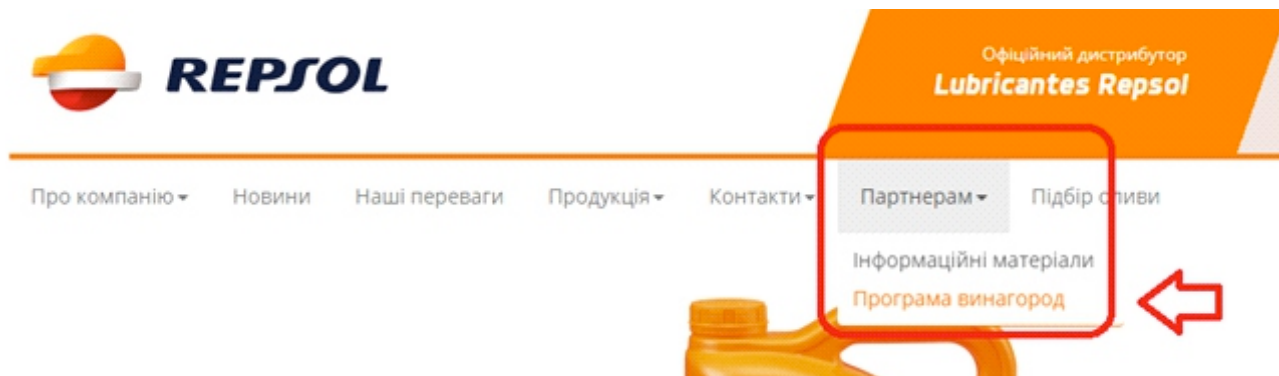 REPSOL
Офіційний дистрибутор
Lubricantes Repsol
Про компанію Новини Наші переваги Продукція Контакти Партнерам Підбір оливи
Інформаційні матеріали
Програма винагород